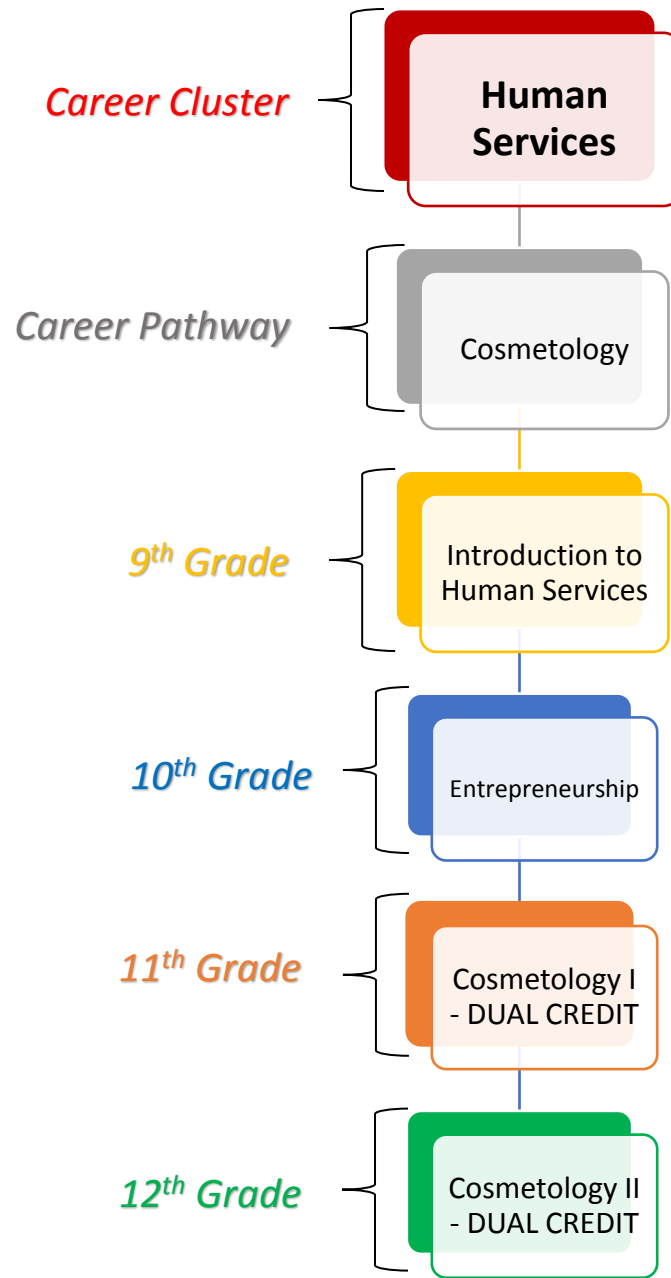 Career Cluster
Human
Services
Career Pathway
Cosmetology
9th Grade
Introduction to
Human Services
10th Grade
Entrepreneurship
11th Grade
Cosmetology I
- DUAL CREDIT
12th Grade
Cosmetology II
- DUAL CREDIT